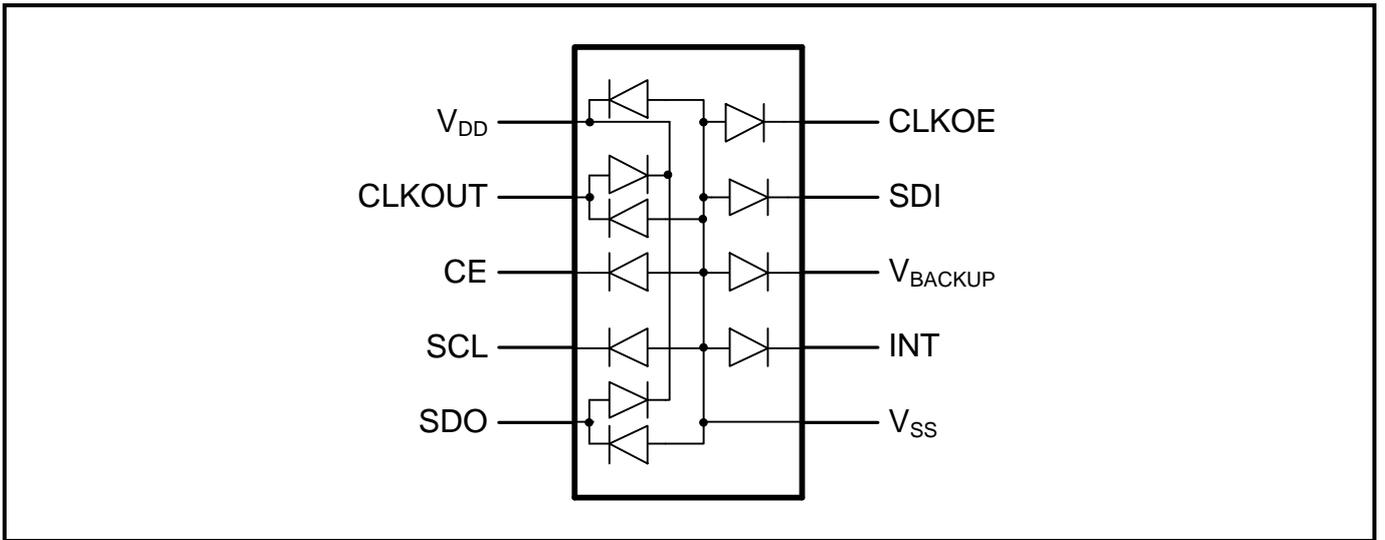 V_DD
CLKOUT
CE
SCL
SDO
CLKOE
SDI
V_BACKUP
INT
V_SS